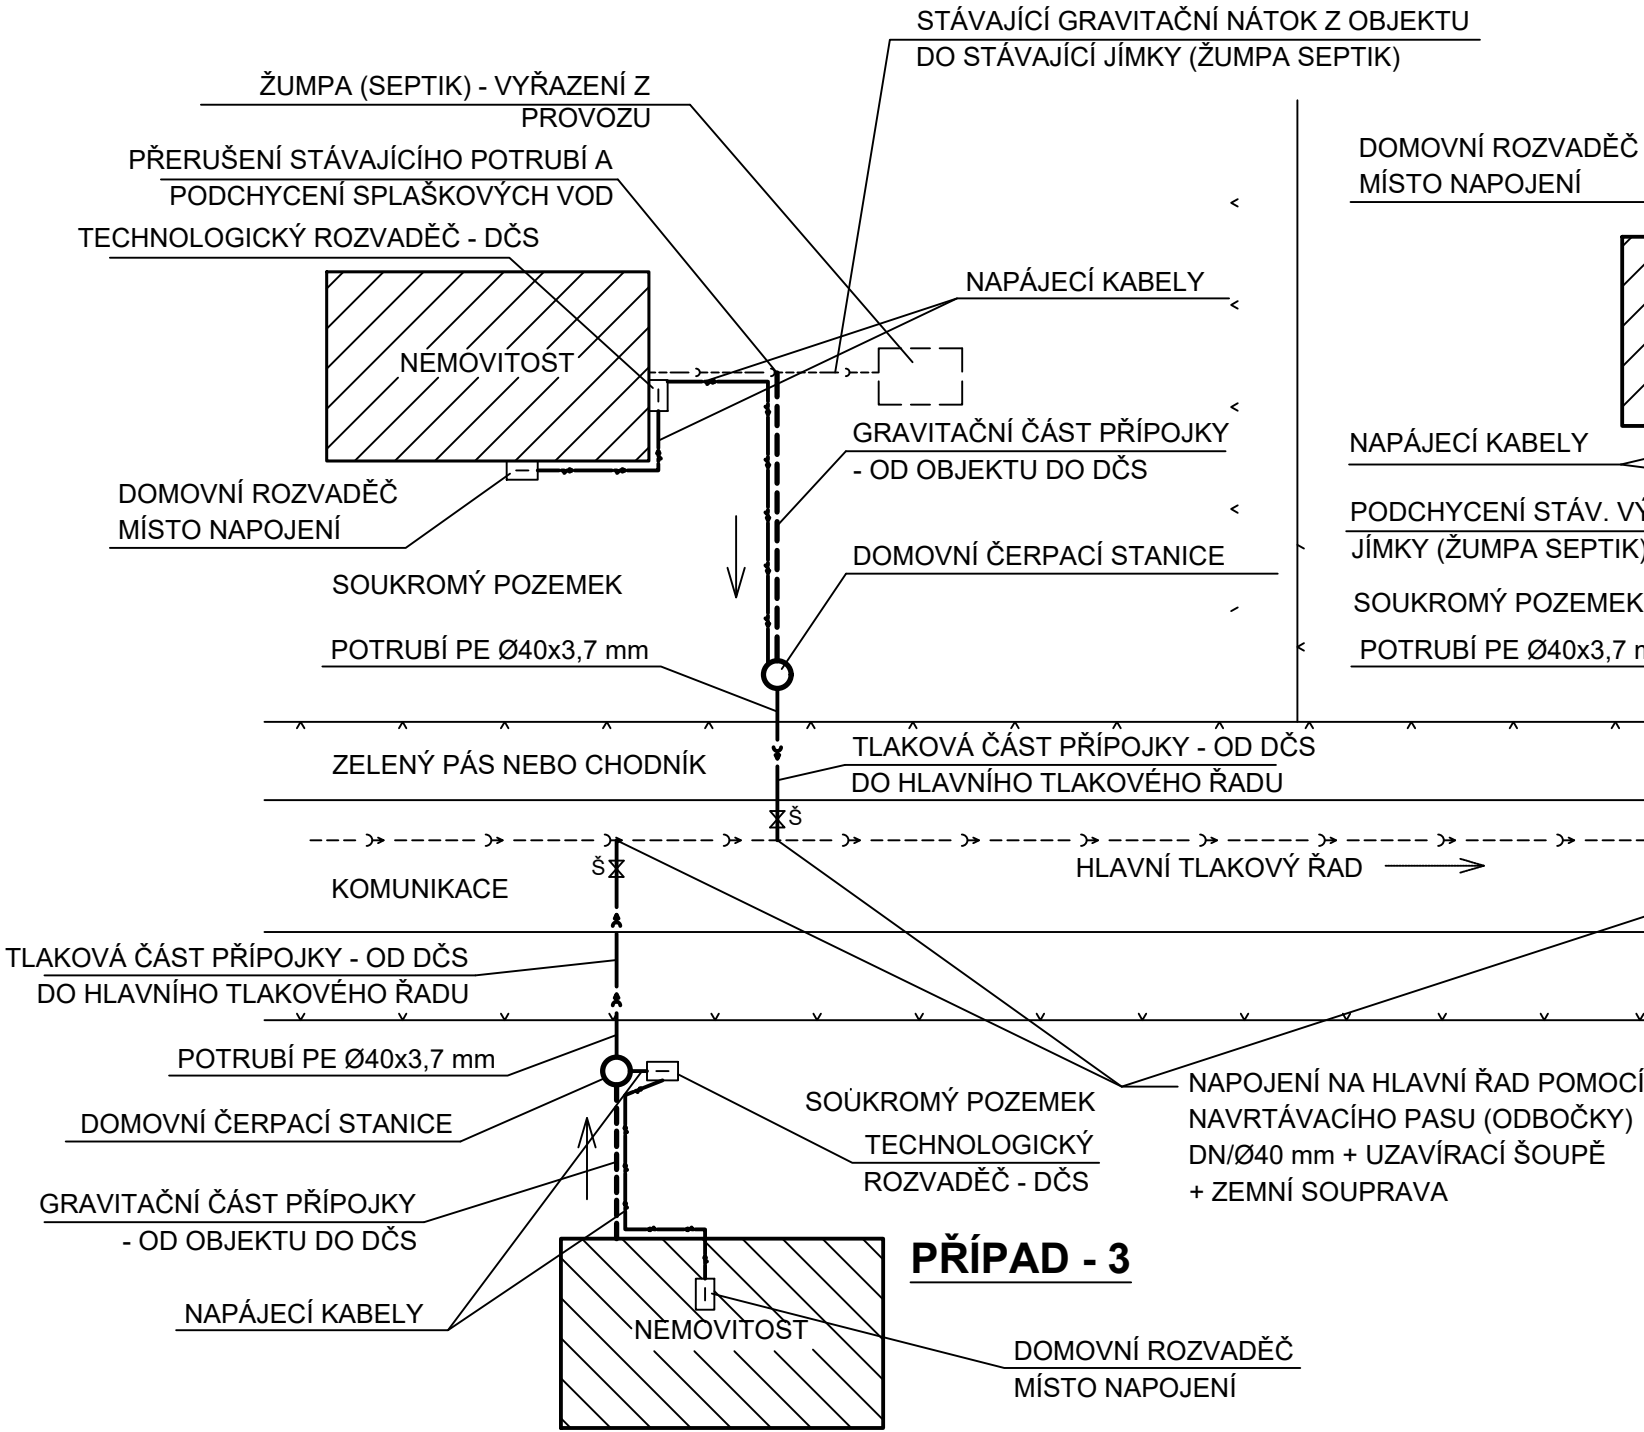 STÁVAJÍCÍ GRAVITAČNÍ NÁTOK Z OBJEKTU
DO STÁVAJÍCÍ JÍMKY (ŽUMPA SEPTIK)
ŽUMPA (SEPTIK) - VYŘAZENÍ Z
PROVOZU
PŘERUŠENÍ STÁVAJÍCÍHO POTRUBÍ A
PODCHYCENÍ SPLAŠKOVÝCH VOD
TECHNOLOGICKÝ ROZVADĚČ - DČS
NAPÁJECÍ KABELY
NEMOVITOST
GRAVITAČNÍ ČÁST PŘÍPOJKY
- OD OBJEKTU DO DČS
DOMOVNÍ ROZVADĚČ
MÍSTO NAPOJENÍ
DOMOVNÍ ČERPACÍ STANICE
SOUKROMÝ POZEMEK
POTRUBÍ PE Ø40x3,7 mm
DOMOVNÍ ROZVADĚČ
MÍSTO NAPOJENÍ
NAPÁJECÍ KABELY
PODCHYCENÍ STÁV.
JÍMKY (ŽUMPA SEPTIK)
SOUKROMÝ POZEMEK
POTRUBÍ PE Ø40x3,7
ZELENÝ PÁS NEBO CHODNÍK
TLAKOVÁ ČÁST PŘÍPOJKY - OD DČS
DO HLAVNÍHO TLAKOVÉHO ŘADU
Š
HLAVNÍ TLAKOVÝ ŘAD
Š
KOMUNIKACE
TLAKOVÁ ČÁST PŘÍPOJKY - OD DČS
DO HLAVNÍHO TLAKOVÉHO ŘADU
POTRUBÍ PE Ø40x3,7 mm
DOMOVNÍ ČERPACÍ STANICE
SOUKROMÝ POZEMEK
TECHNOLOGICKÝ
ROZVADĚČ - DČS
NAPOJENÍ NA HLAVNÍ ŘAD POMOCÍ
NAVRTÁVACÍHO PASU (ODBOČKY)
DN/Ø40 mm + UZAVÍRACÍ ŠOUPĚ
+ ZEMNÍ SOUPRAVA
GRAVITAČNÍ ČÁST PŘÍPOJKY
- OD OBJEKTU DO DČS
PŘÍPAD - 3
NAPÁJECÍ KABELY
NEMOVITOST
DOMOVNÍ ROZVADĚČ
MÍSTO NAPOJENÍ